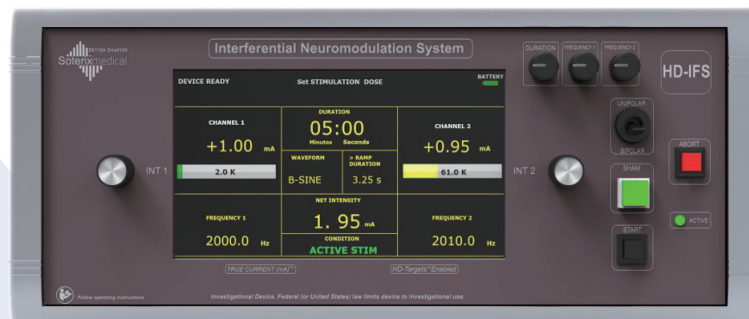 BETTER. SMARTER
Soterixmedical
Interferential Neuromodulation System
DURATION
FREQUENCY 1
FREQUENCY 2
HD-IFS
DEVICE READY
Set STIMULATION DOSE
BATTERY
CHANNEL 1
+1.00 mA
2.0 K
DURATION
05:00
Minutes Seconds
WAVEFORM
B-SINE
> RAMP
DURATION
3.25 s
CHANNEL 2
+0.95 mA
61.0 K
INT 1
INT 2
FREQUENCY 1
2000.0 Hz
NET INTENSITY
1. 95 mA
CONDITION
ACTIVE STIM
FREQUENCY 2
2010.0 Hz
UNIPOLAR
BIPOLAR
SHAM
START
ABORT
ACTIVE
TRUE CURRENT (mA)™
HD-Targets™Enabled
Follow operating instructions
Investigational Device. Federal (or United States) law limits device to investigational use.